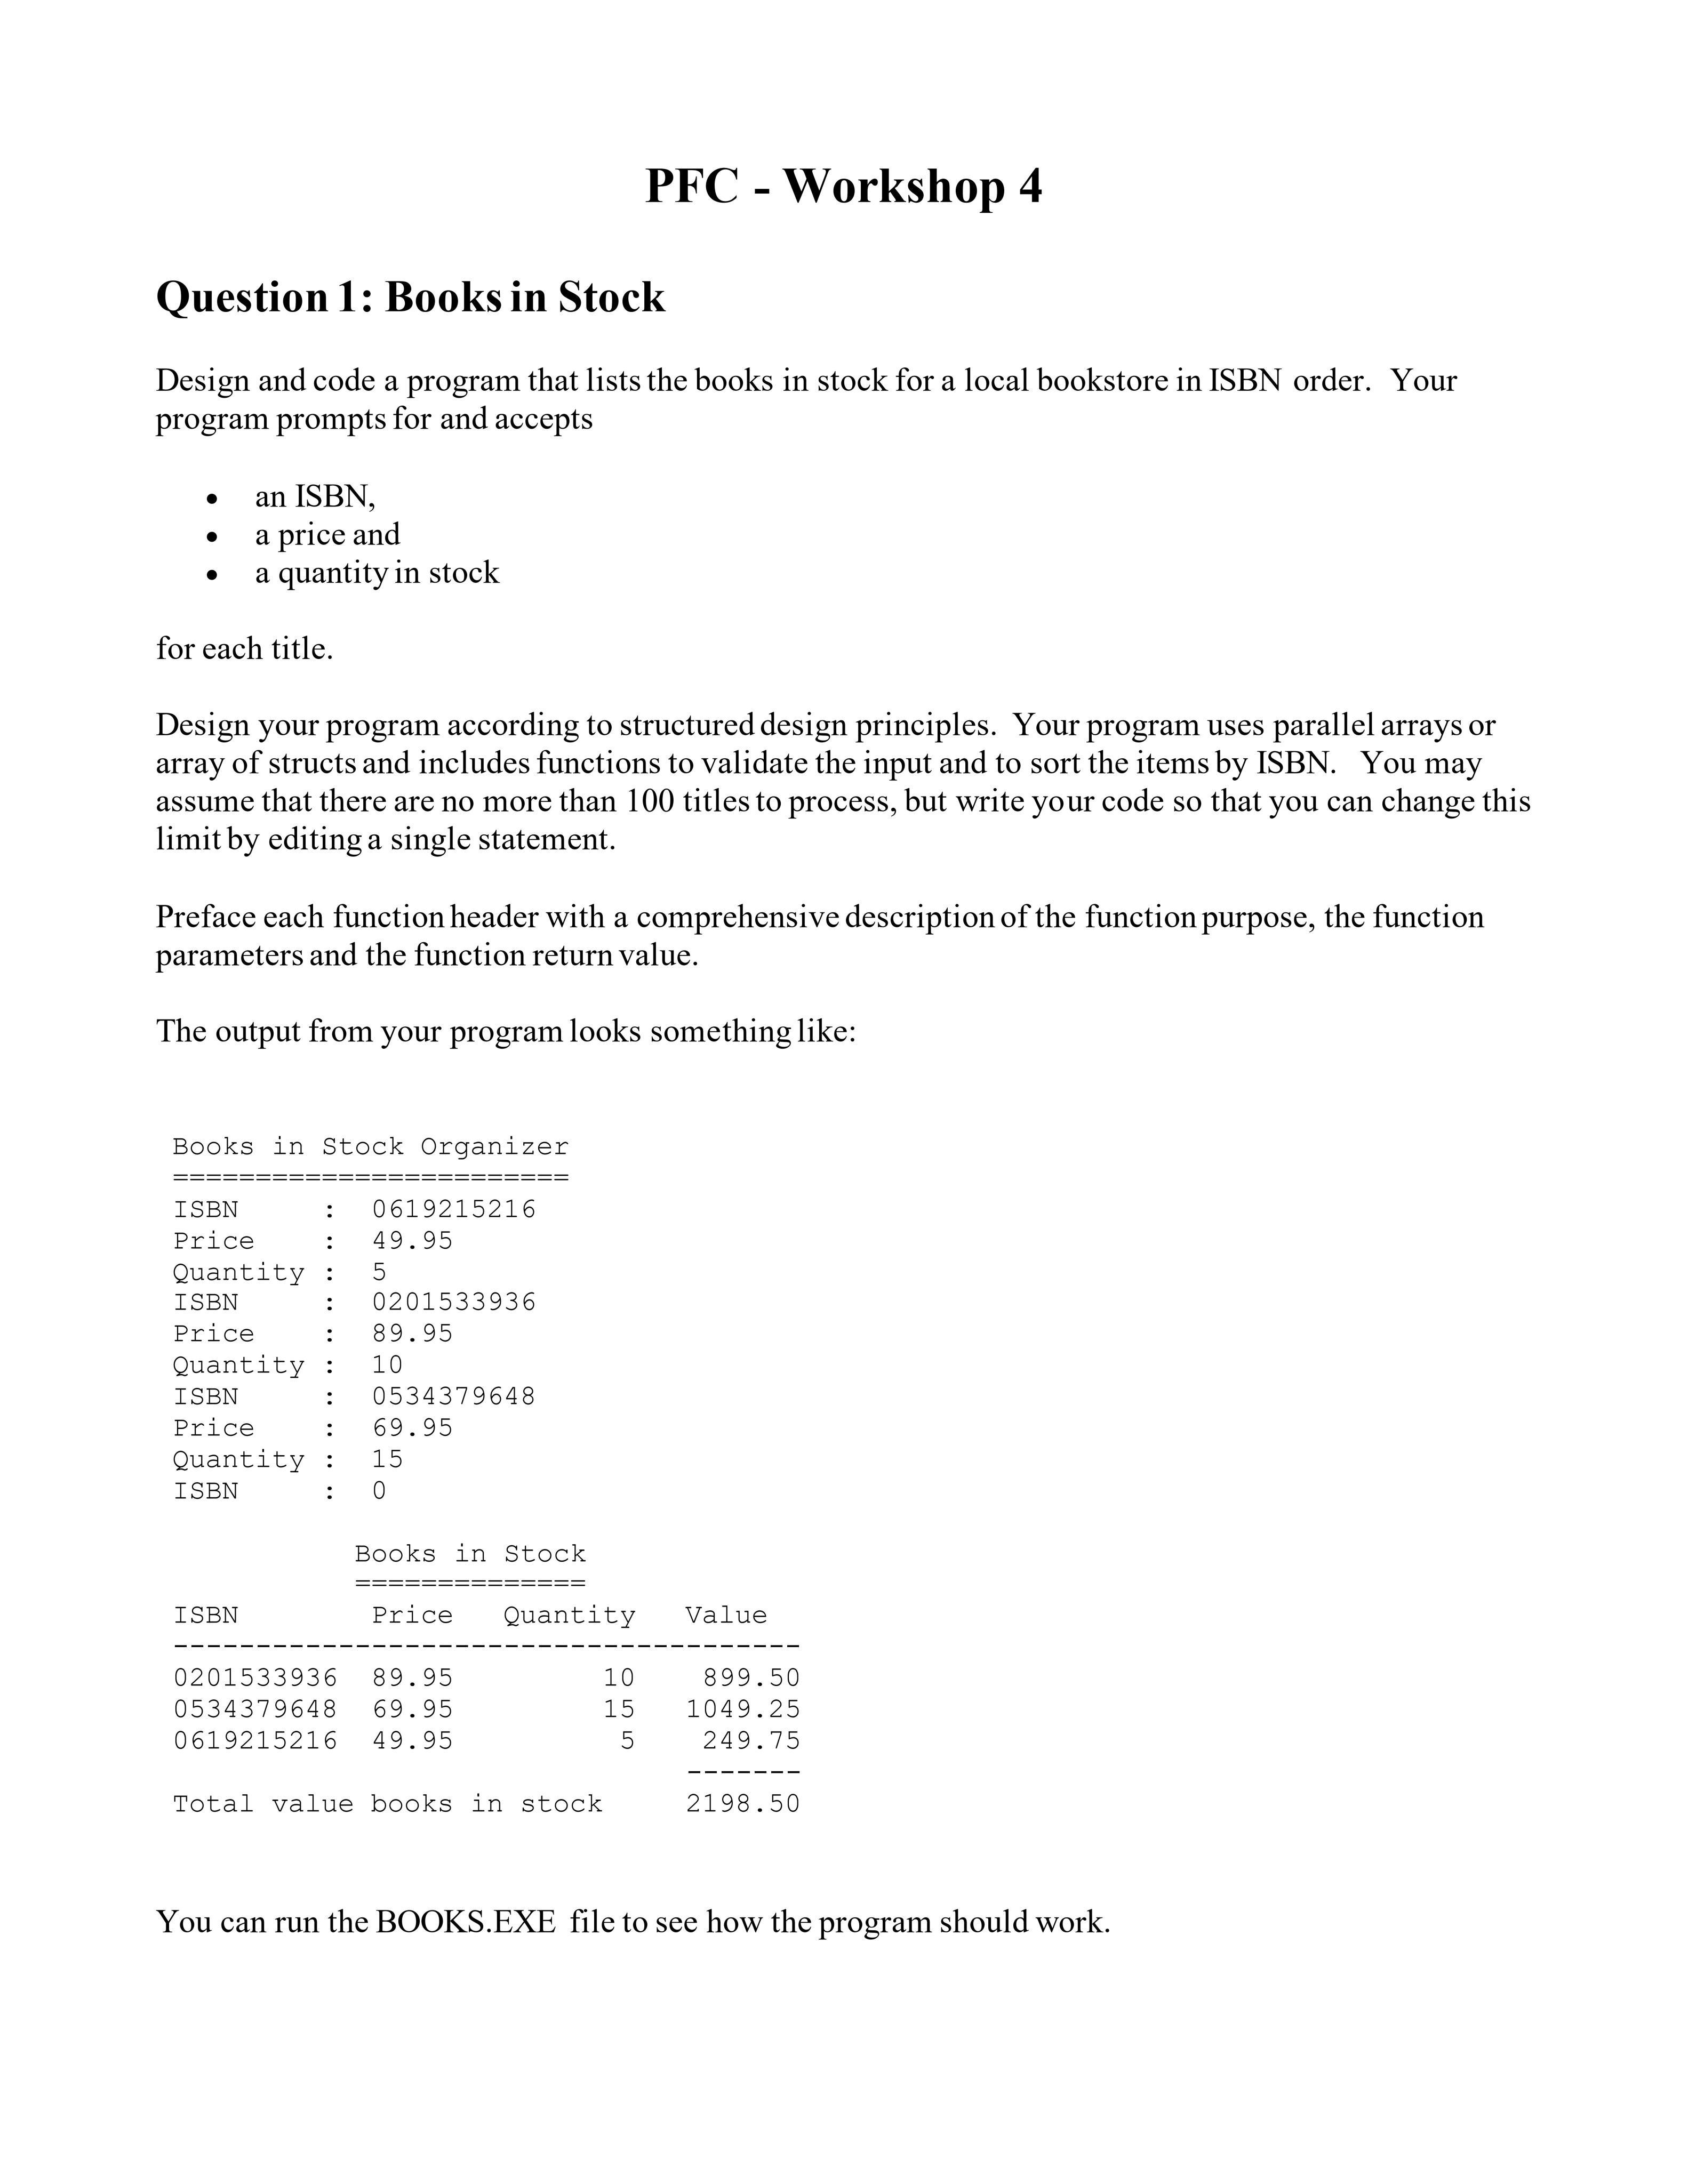 PFC - Workshop 4
Question 1: Books in Stock
Design and code a program that lists the books in stock for a local bookstore in ISBN order. Your
program prompts for and accepts
• an ISBN,
• a price and
• a quantity in stock
for each title.
Design your program according to structured design principles. Your program uses parallel arrays or
array of structs and includes functions to validate the input and to sort the items by ISBN. You may
assume that there are no more than 100 titles to process, but write your code so that you can change this
limit by editing a single statement.
Preface each function header with a comprehensive description of the function purpose, the function
parameters and the function return value.
The output from your program looks something like:
Books in Stock Organizer
========================
ISBN     :  0619215216
Price    :  49.95
Quantity :  5
ISBN     :  0201533936
Price    :  89.95
Quantity :  10
ISBN     :  0534379648
Price    :  69.95
Quantity :  15
ISBN     :  0
           Books in Stock
           ==============
ISBN        Price   Quantity   Value
--------------------------------------
0201533936  89.95         10    899.50
0534379648  69.95         15   1049.25
0619215216  49.95          5    249.75
                               -------
Total value books in stock     2198.50
You can run the BOOKS.EXE file to see how the program should work.